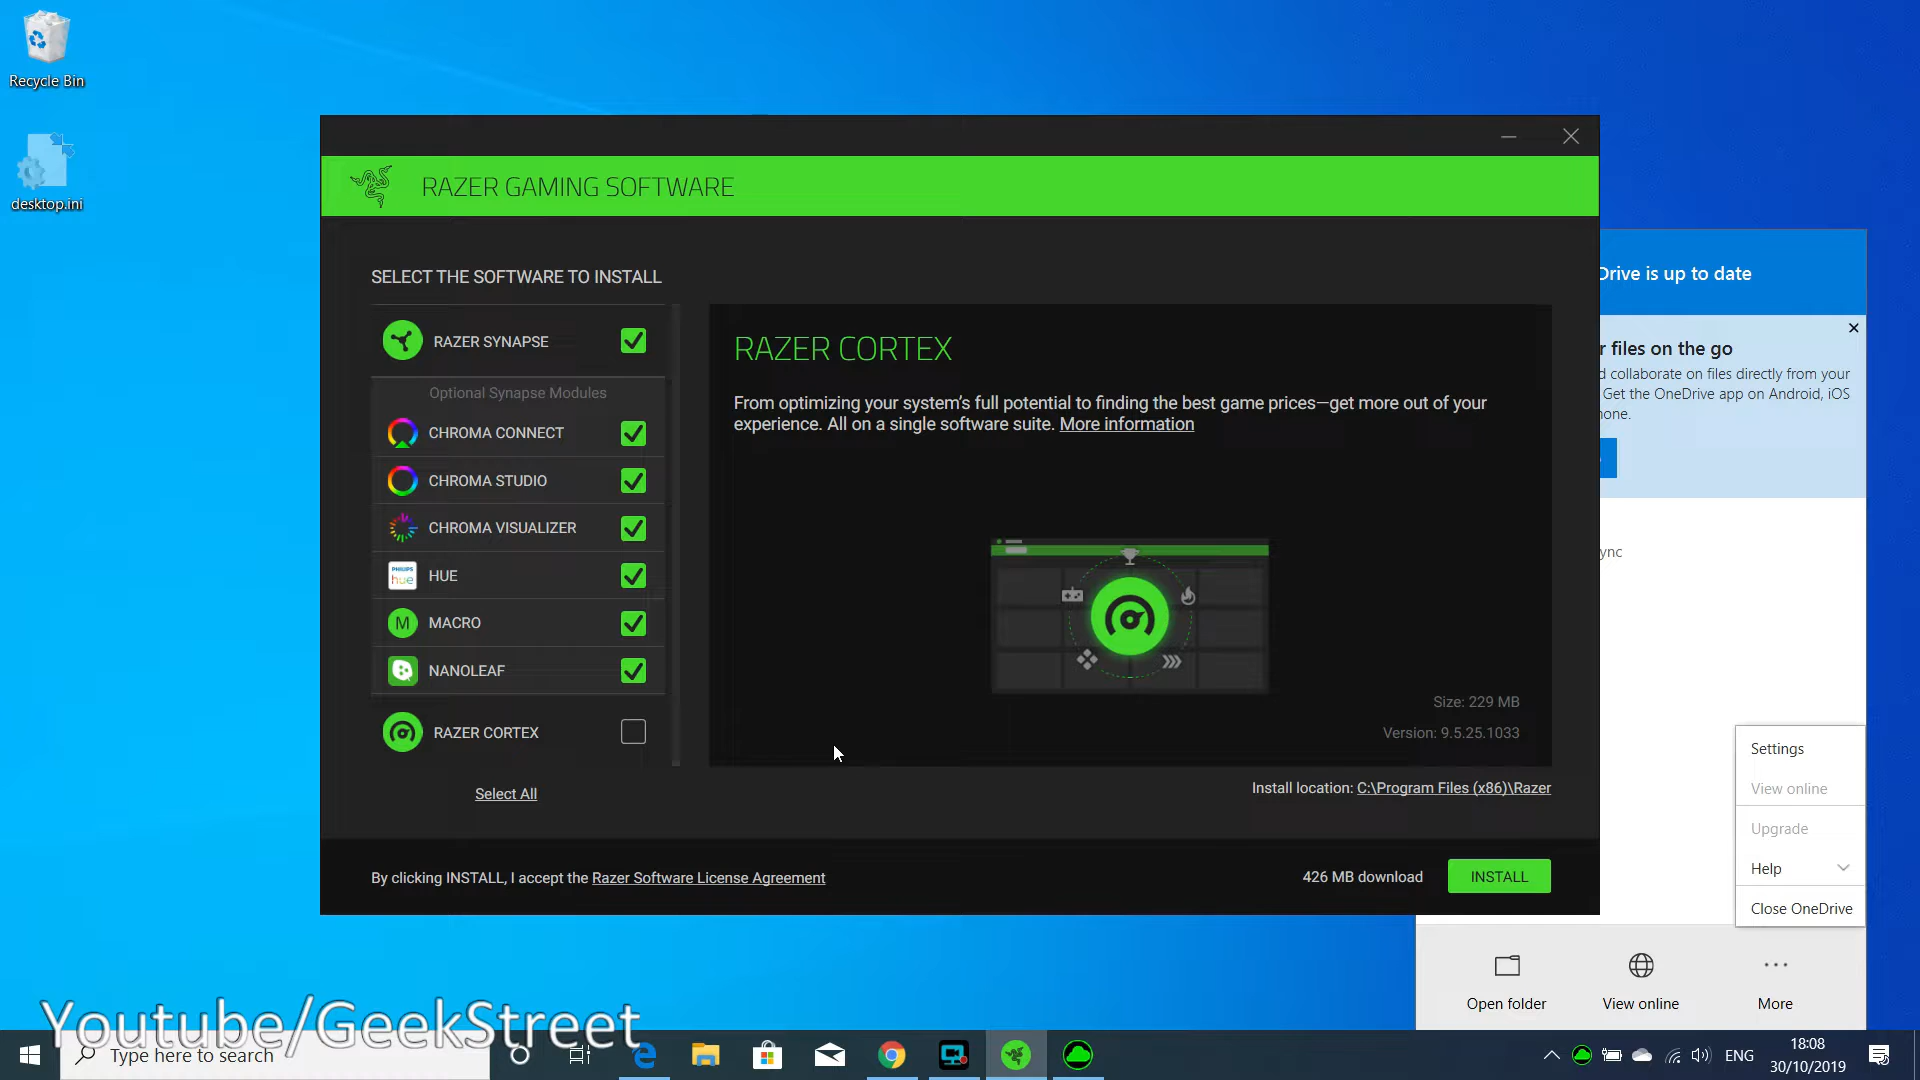 Recycle Bin
desktop.ini
RAZER GAMING SOFTWARE
SELECT THE SOFTWARE TO INSTALL
RAZER SYNAPSE
Optional Synapse Modules
CHROMA CONNECT
CHROMA STUDIO
CHROMA VISUALIZER
PHILIPS
hue
HUE
M
MACRO
NANOLEAF
RAZER CORTEX
Select All
RAZER CORTEX
From optimizing your system's full potential to finding the best game prices—get more out of your
experience. All on a single software suite. More information
Size: 229 MB
Version: 9.5.25.1033
Install location: C:\Program Files (x86)\Razer
By clicking INSTALL, I accept the Razer Software License Agreement
426 MB download
INSTALL
Drive is up to date
r files on the go
d collaborate on files directly from your
Get the OneDrive app on Android, iOS
one.
ync
Settings
View online
Upgrade
Help
Close OneDrive
Open folder
View online
More
Youtube/GeekStreet
Type here to search
ENG
18:08
30/10/2019